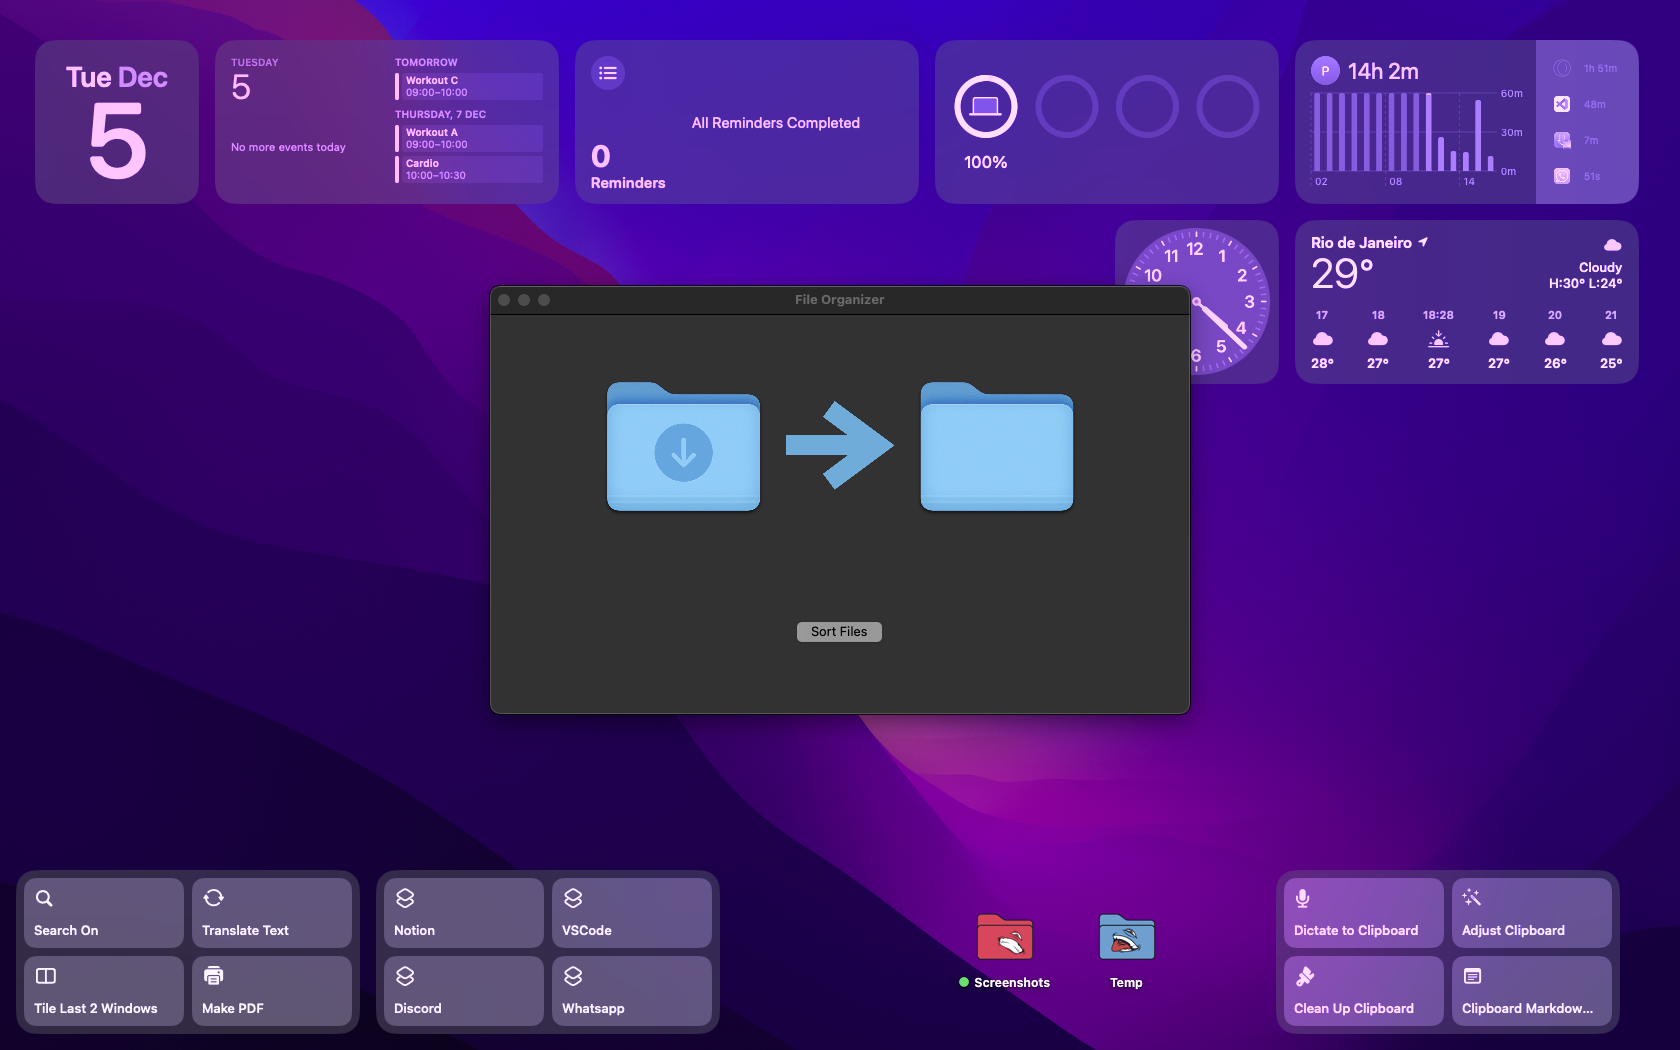 Tue Dec
5
TUESDAY
5
No more events today
TOMORROW
Workout C
09:00–10:00
THURSDAY, 7 DEC
Workout A
09:00–10:00
Cardio
10:00–10:30
All Reminders Completed
0
Reminders
100%
P
14h 2m
60m
30m
0m
02
08
14
1h 51m
48m
7m
51s
12
1
2
3
4
5
6
10
11
Rio de Janeiro
29°
Cloudy
H:30° L:24°
17
18
18:28
19
20
21
28°
27°
27°
27°
26°
25°
File Organizer
Sort Files
Search On
Translate Text
Tile Last 2 Windows
Make PDF
Notion
VSCode
Discord
Whatsapp
Screenshots
Temp
Dictate to Clipboard
Adjust Clipboard
Clean Up Clipboard
Clipboard Markdow...